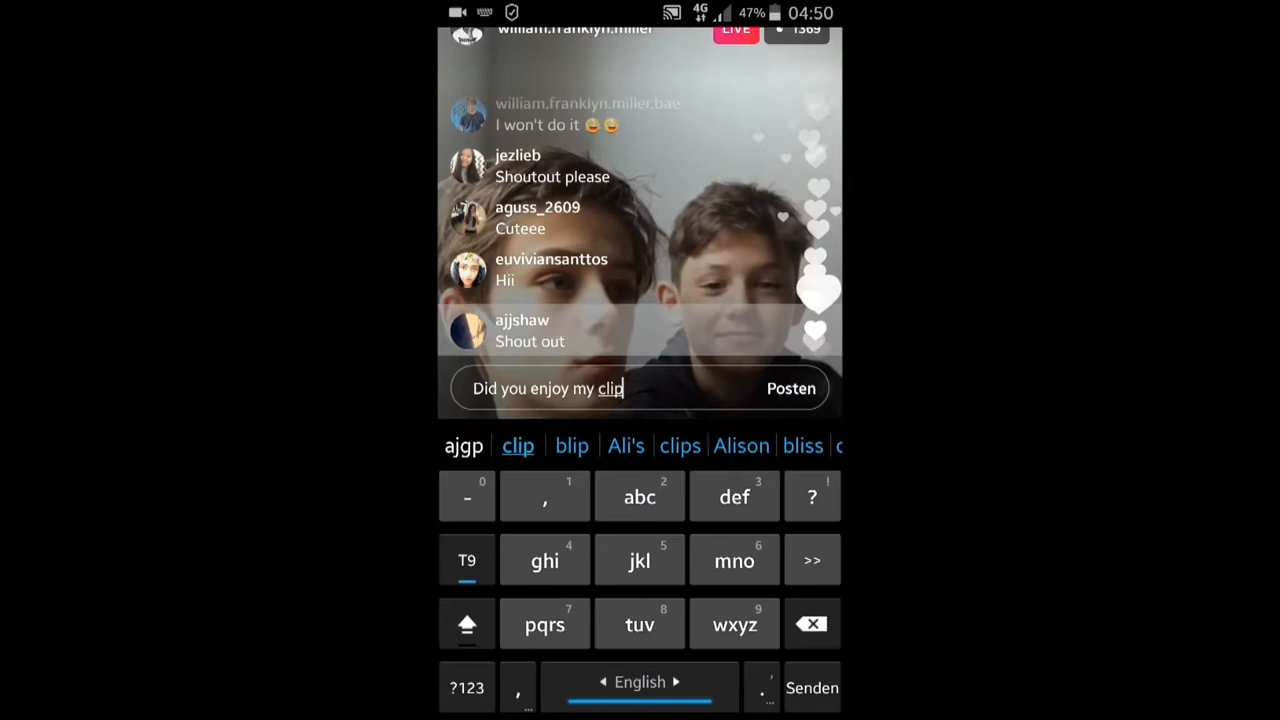 4G 47% 04:50
william.franklyn.miller LIVE 1369
william.franklyn.miller.bae
I won't do it 😅😅
jezlieb
Shoutout please
aguss_2609
Cuteee
euviviansanttos
Hii
ajjshaw
Shout out
Did you enjoy my clip Posten
ajgp clip blip Ali's clips Alison bliss c
- 0 , 1 abc 2 def 3 ? !
T9 ghi 4 jkl 5 mno 6 >>
pqrs 7 tuv 8 wxyz 9
?123 , ... English . , ... Senden